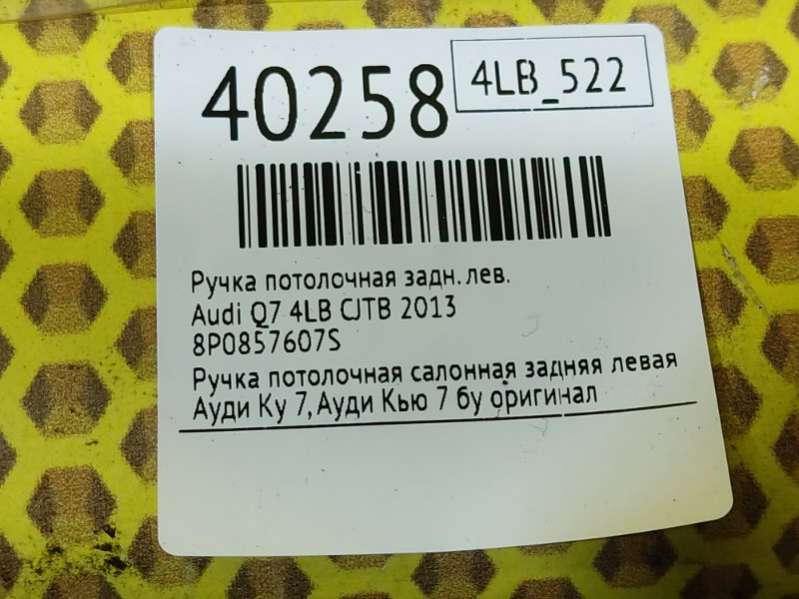 40258
4LB_522
Ручка потолочная задн.лев.
Audi Q7 4LB CJTB 2013
8P0857607S
Ручка потолочная салонная задняя левая
Ауди Ку 7,Ауди Кью 7 бу оригинал